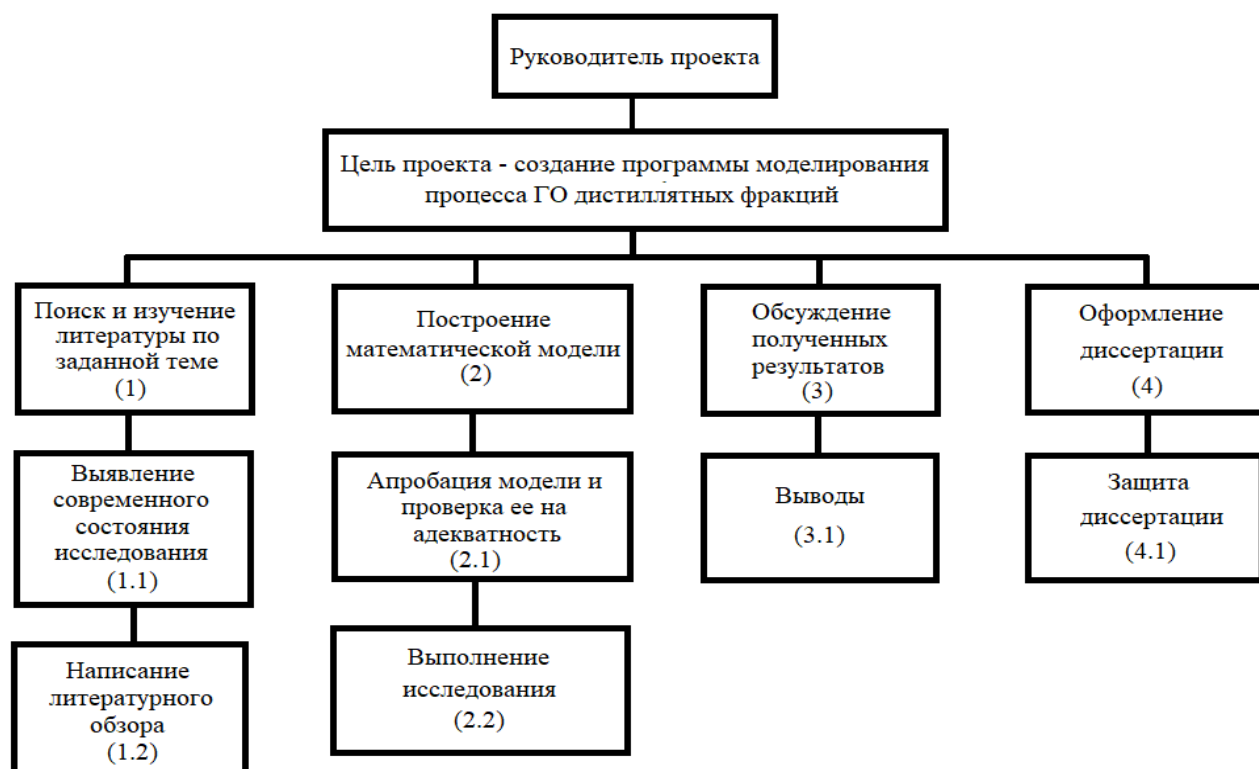 Руководитель проекта
Цель проекта - создание программы моделирования
процесса ГО дистиллятных фракций
Поиск и изучение
литературы по
заданной теме
(1)
Построение
математической модели
(2)
Обсуждение
полученных
результатов
(3)
Оформление
диссертации
(4)
Выявление
современного
состояния
исследования
(1.1)
Апробация модели и
проверка ее на
адекватность
(2.1)
Выводы
(3.1)
Защита
диссертации
(4.1)
Написание
литературного
обзора
(1.2)
Выполнение
исследования
(2.2)